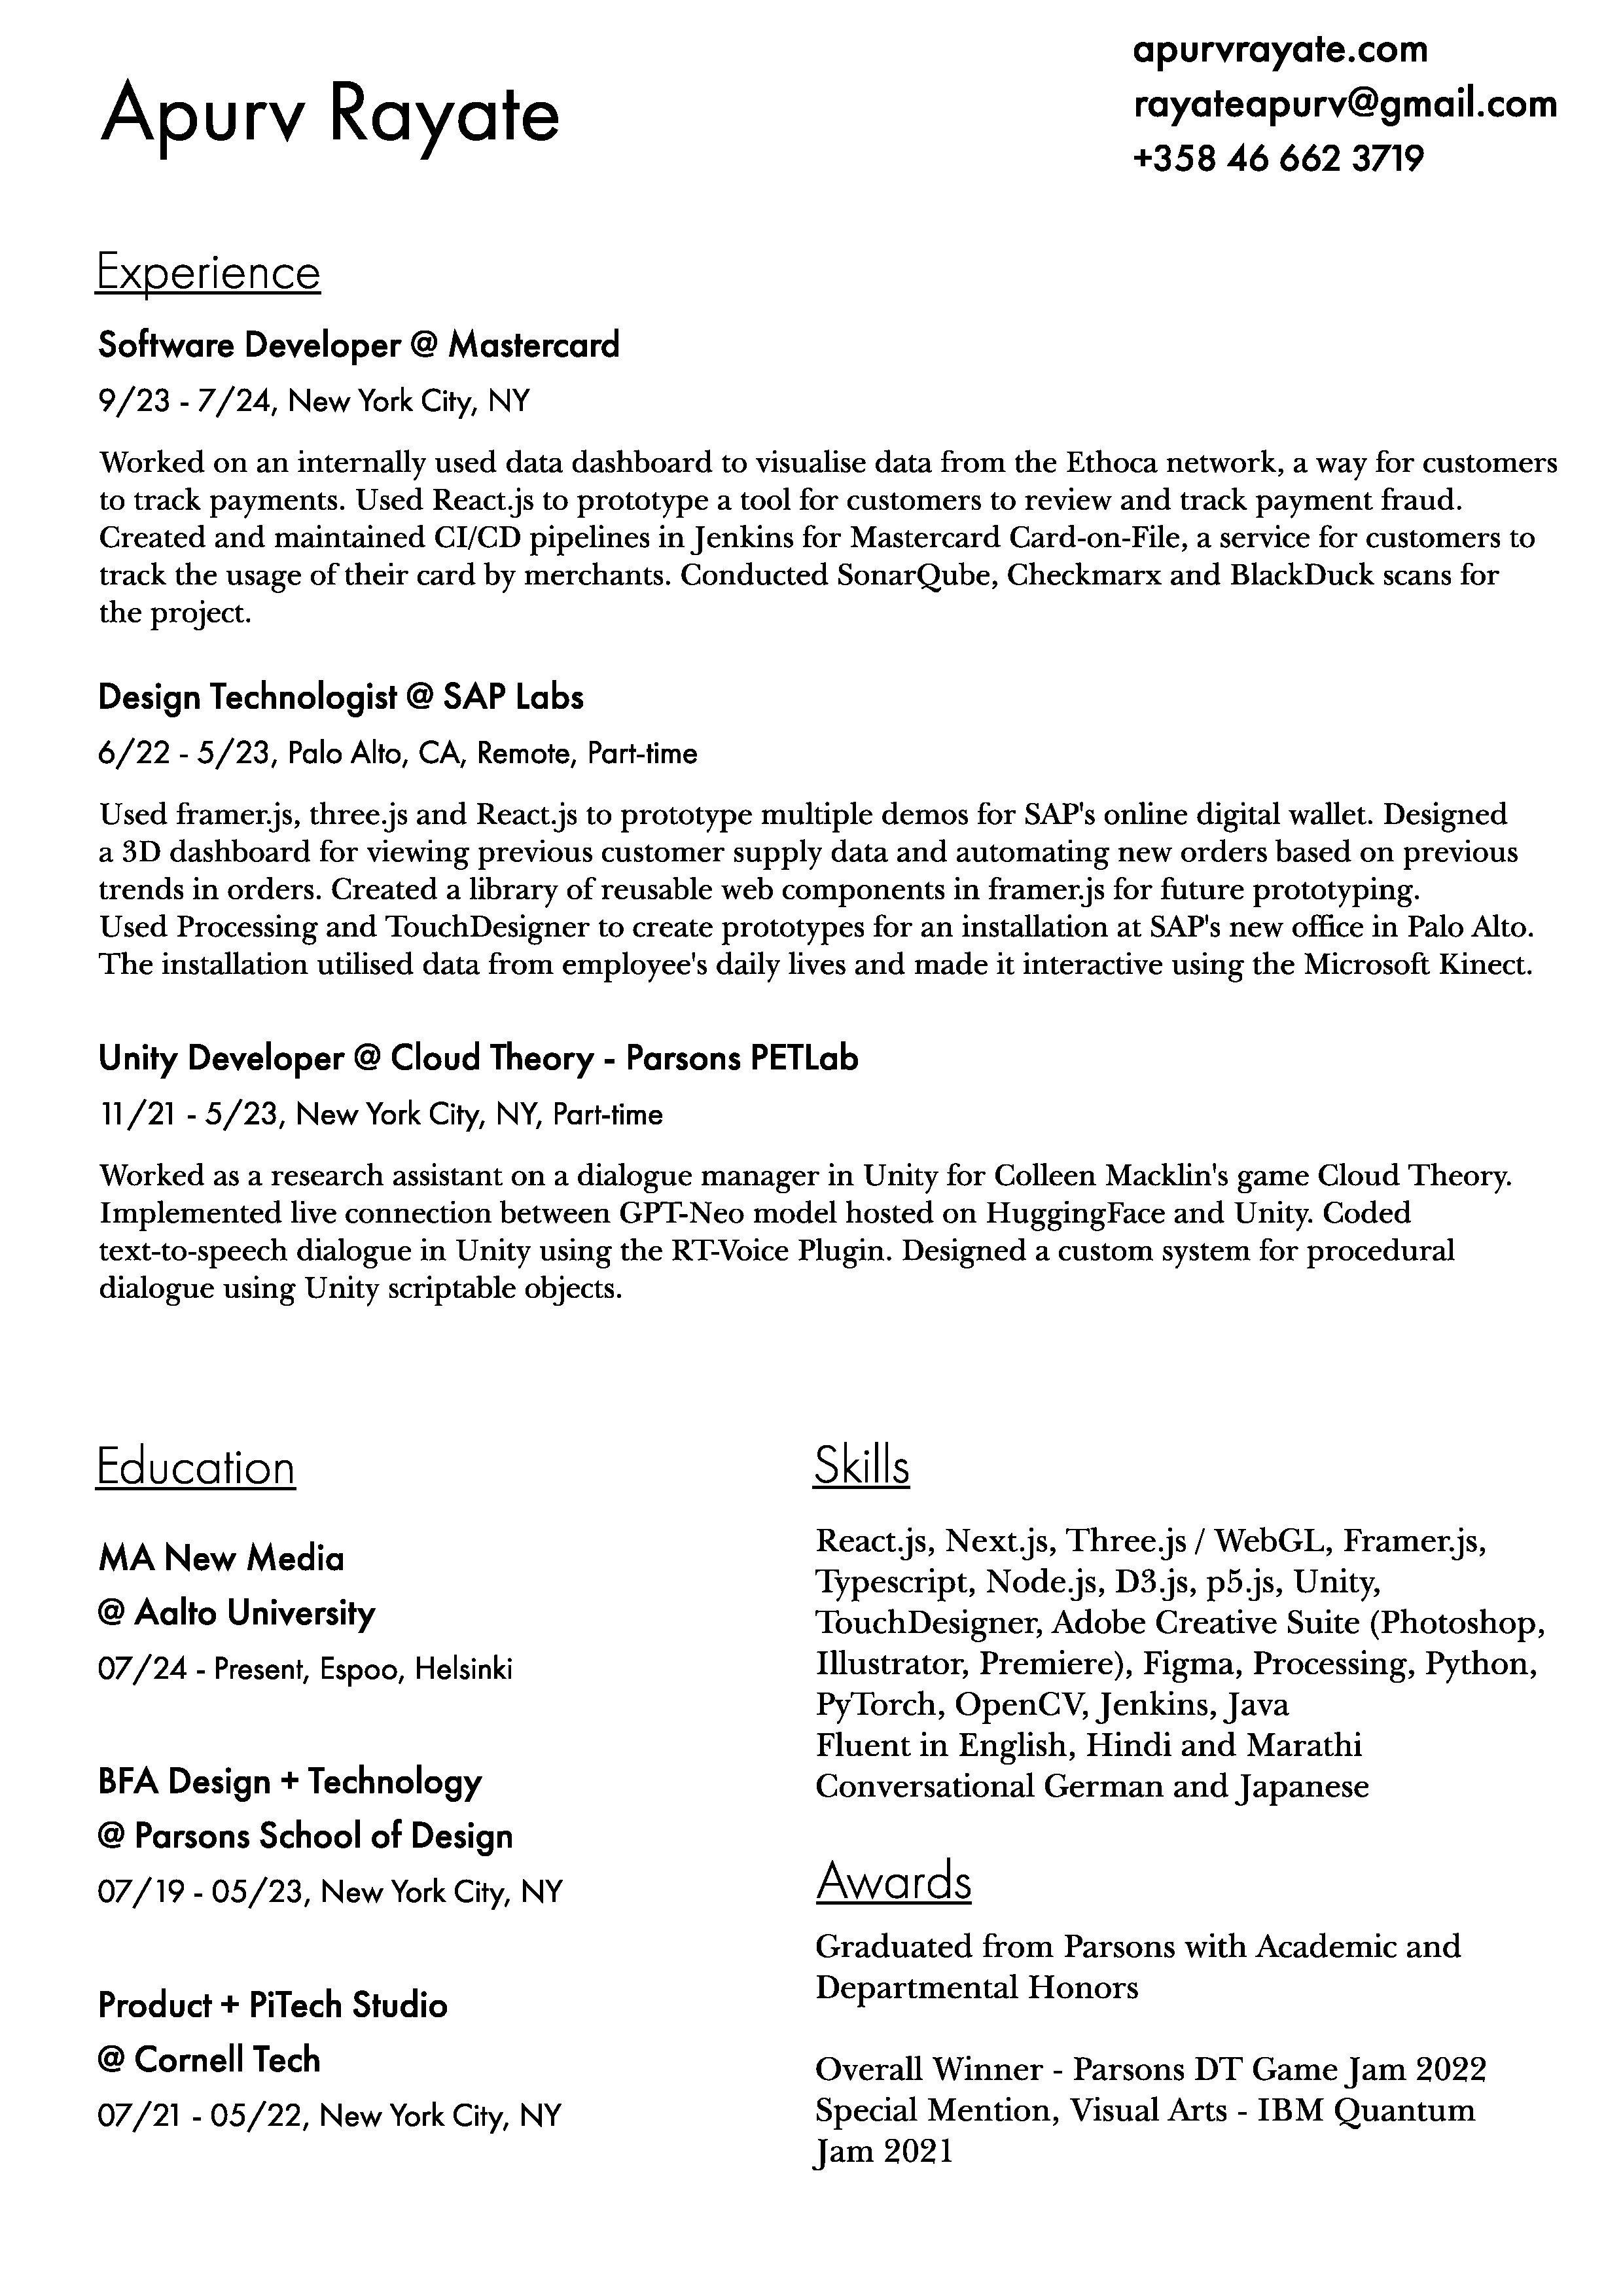 Apurv Rayate
apurvrayate.com
rayateapurv@gmail.com
+358 46 662 3719
Experience
Software Developer @ Mastercard
9/23 - 7/24, New York City, NY
Worked on an internally used data dashboard to visualise data from the Ethoca network, a way for customers
to track payments. Used React.js to prototype a tool for customers to review and track payment fraud.
Created and maintained CI/CD pipelines in Jenkins for Mastercard Card-on-File, a service for customers to
track the usage of their card by merchants. Conducted SonarQube, Checkmarx and BlackDuck scans for
the project.
Design Technologist @ SAP Labs
6/22 - 5/23, Palo Alto, CA, Remote, Part-time
Used framer.js, three.js and React.js to prototype multiple demos for SAP's online digital wallet. Designed
a 3D dashboard for viewing previous customer supply data and automating new orders based on previous
trends in orders. Created a library of reusable web components in framer.js for future prototyping.
Used Processing and TouchDesigner to create prototypes for an installation at SAP's new office in Palo Alto.
The installation utilised data from employee's daily lives and made it interactive using the Microsoft Kinect.
Unity Developer @ Cloud Theory - Parsons PETLab
11/21 - 5/23, New York City, NY, Part-time
Worked as a research assistant on a dialogue manager in Unity for Colleen Macklin's game Cloud Theory.
Implemented live connection between GPT-Neo model hosted on HuggingFace and Unity. Coded
text-to-speech dialogue in Unity using the RT-Voice Plugin. Designed a custom system for procedural
dialogue using Unity scriptable objects.
Education
MA New Media
@ Aalto University
07/24 - Present, Espoo, Helsinki
BFA Design + Technology
@ Parsons School of Design
07/19 - 05/23, New York City, NY
Product + PiTech Studio
@ Cornell Tech
07/21 - 05/22, New York City, NY
Skills
React.js, Next.js, Three.js / WebGL, Framer.js,
Typescript, Node.js, D3.js, p5.js, Unity,
TouchDesigner, Adobe Creative Suite (Photoshop,
Illustrator, Premiere), Figma, Processing, Python,
PyTorch, OpenCV, Jenkins, Java
Fluent in English, Hindi and Marathi
Conversational German and Japanese
Awards
Graduated from Parsons with Academic and
Departmental Honors
Overall Winner - Parsons DT Game Jam 2022
Special Mention, Visual Arts - IBM Quantum
Jam 2021